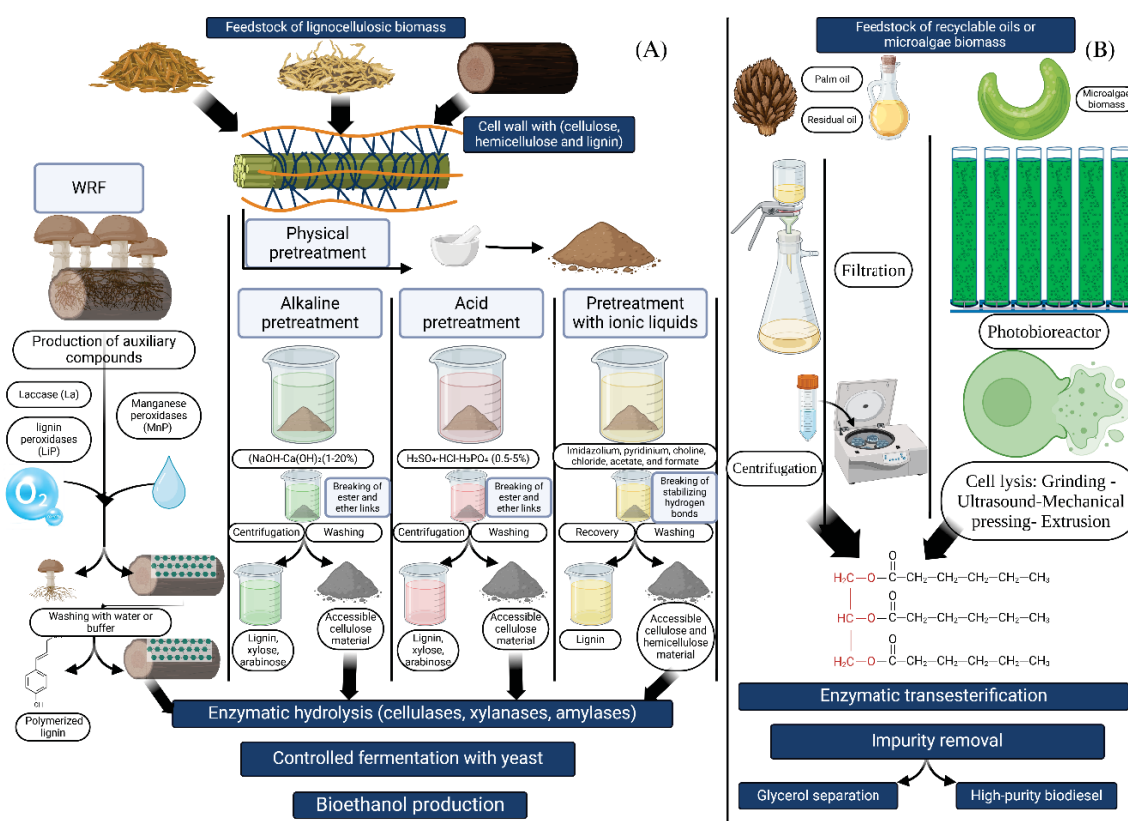 Feedstock of lignocellulosic biomass
(A)
Cell wall with (cellulose,
hemicellulose and lignin)
WRF
Physical
pretreatment
Alkaline
pretreatment
Acid
pretreatment
Pretreatment
with ionic liquids
Production of auxiliary
compounds
Laccase (La)
Manganese
peroxidases
(MnP)
lignin
peroxidases
(LiP)
O₂
(NaOH-Ca(OH)₂(1-20%)
H₂SO₄-HCl-H₃PO₄ (0.5-5%)
Imidazolium, pyridinium, choline,
chloride, acetate, and formate
Breaking of
ester and
ether links
Breaking of
ester and
ether links
Breaking of
stabilizing
hydrogen
bonds
Centrifugation
Washing
Centrifugation
Washing
Recovery
Washing
Washing with water or
buffer
Lignin,
xylose,
arabinose
Accessible
cellulose
material
Lignin,
xylose,
arabinose
Accessible
cellulose
material
Lignin
Accessible
cellulose and
hemicellulose
material
OH
Polymerized
lignin
Enzymatic hydrolysis (cellulases, xylanases, amylases)
Controlled fermentation with yeast
Bioethanol production
Feedstock of recyclable oils or
microalgae biomass
(B)
Palm oil
Residual oil
Microalgae
biomass
Filtration
Photobioreactor
Centrifugation
Cell lysis: Grinding -
Ultrasound-Mechanical
pressing- Extrusion
O
H₂C—O—C—CH₂—CH₂—CH₂—CH₂—CH₃
O
HC—O—C—CH₂—CH₂—CH₂—CH₂—CH₃
O
H₂C—O—C—CH₂—CH₂—CH₂—CH₂—CH₃
Enzymatic transesterification
Impurity removal
Glycerol separation
High-purity biodiesel